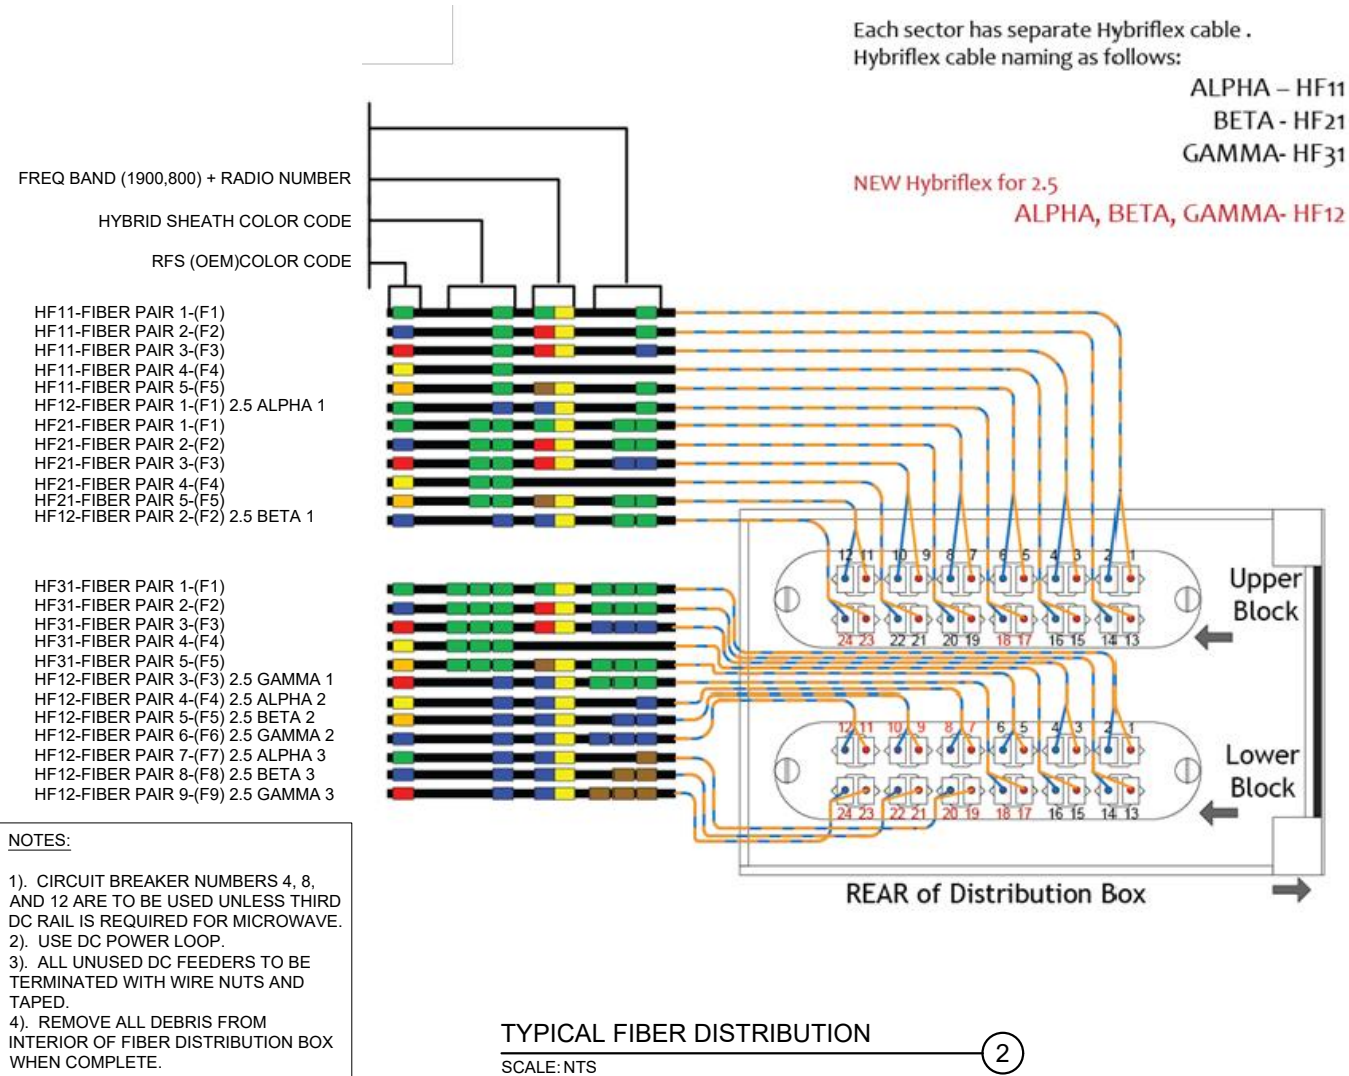 Each sector has separate Hybriflex cable .
Hybriflex cable naming as follows:
ALPHA – HF11
BETA - HF21
GAMMA- HF31
NEW Hybriflex for 2.5
ALPHA, BETA, GAMMA- HF12
FREQ BAND (1900,800) + RADIO NUMBER
HYBRID SHEATH COLOR CODE
RFS (OEM)COLOR CODE
HF11-FIBER PAIR 1-(F1)
HF11-FIBER PAIR 2-(F2)
HF11-FIBER PAIR 3-(F3)
HF11-FIBER PAIR 4-(F4)
HF11-FIBER PAIR 5-(F5)
HF12-FIBER PAIR 1-(F1) 2.5 ALPHA 1
HF21-FIBER PAIR 1-(F1)
HF21-FIBER PAIR 2-(F2)
HF21-FIBER PAIR 3-(F3)
HF21-FIBER PAIR 4-(F4)
HF21-FIBER PAIR 5-(F5)
HF12-FIBER PAIR 2-(F2) 2.5 BETA 1
HF31-FIBER PAIR 1-(F1)
HF31-FIBER PAIR 2-(F2)
HF31-FIBER PAIR 3-(F3)
HF31-FIBER PAIR 4-(F4)
HF31-FIBER PAIR 5-(F5)
HF12-FIBER PAIR 3-(F3) 2.5 GAMMA 1
HF12-FIBER PAIR 4-(F4) 2.5 ALPHA 2
HF12-FIBER PAIR 5-(F5) 2.5 BETA 2
HF12-FIBER PAIR 6-(F6) 2.5 GAMMA 2
HF12-FIBER PAIR 7-(F7) 2.5 ALPHA 3
HF12-FIBER PAIR 8-(F8) 2.5 BETA 3
HF12-FIBER PAIR 9-(F9) 2.5 GAMMA 3
12 11 10 9 8 7 6 5 4 3 2 1
24 23 22 21 20 19 18 17 16 15 14 13
Upper
Block
12 11 10 9 8 7 6 5 4 3 2 1
24 23 22 21 20 19 18 17 16 15 14 13
Lower
Block
REAR of Distribution Box
NOTES:
1). CIRCUIT BREAKER NUMBERS 4, 8,
AND 12 ARE TO BE USED UNLESS THIRD
DC RAIL IS REQUIRED FOR MICROWAVE.
2). USE DC POWER LOOP.
3). ALL UNUSED DC FEEDERS TO BE
TERMINATED WITH WIRE NUTS AND
TAPED.
4). REMOVE ALL DEBRIS FROM
INTERIOR OF FIBER DISTRIBUTION BOX
WHEN COMPLETE.
TYPICAL FIBER DISTRIBUTION
2
SCALE: NTS